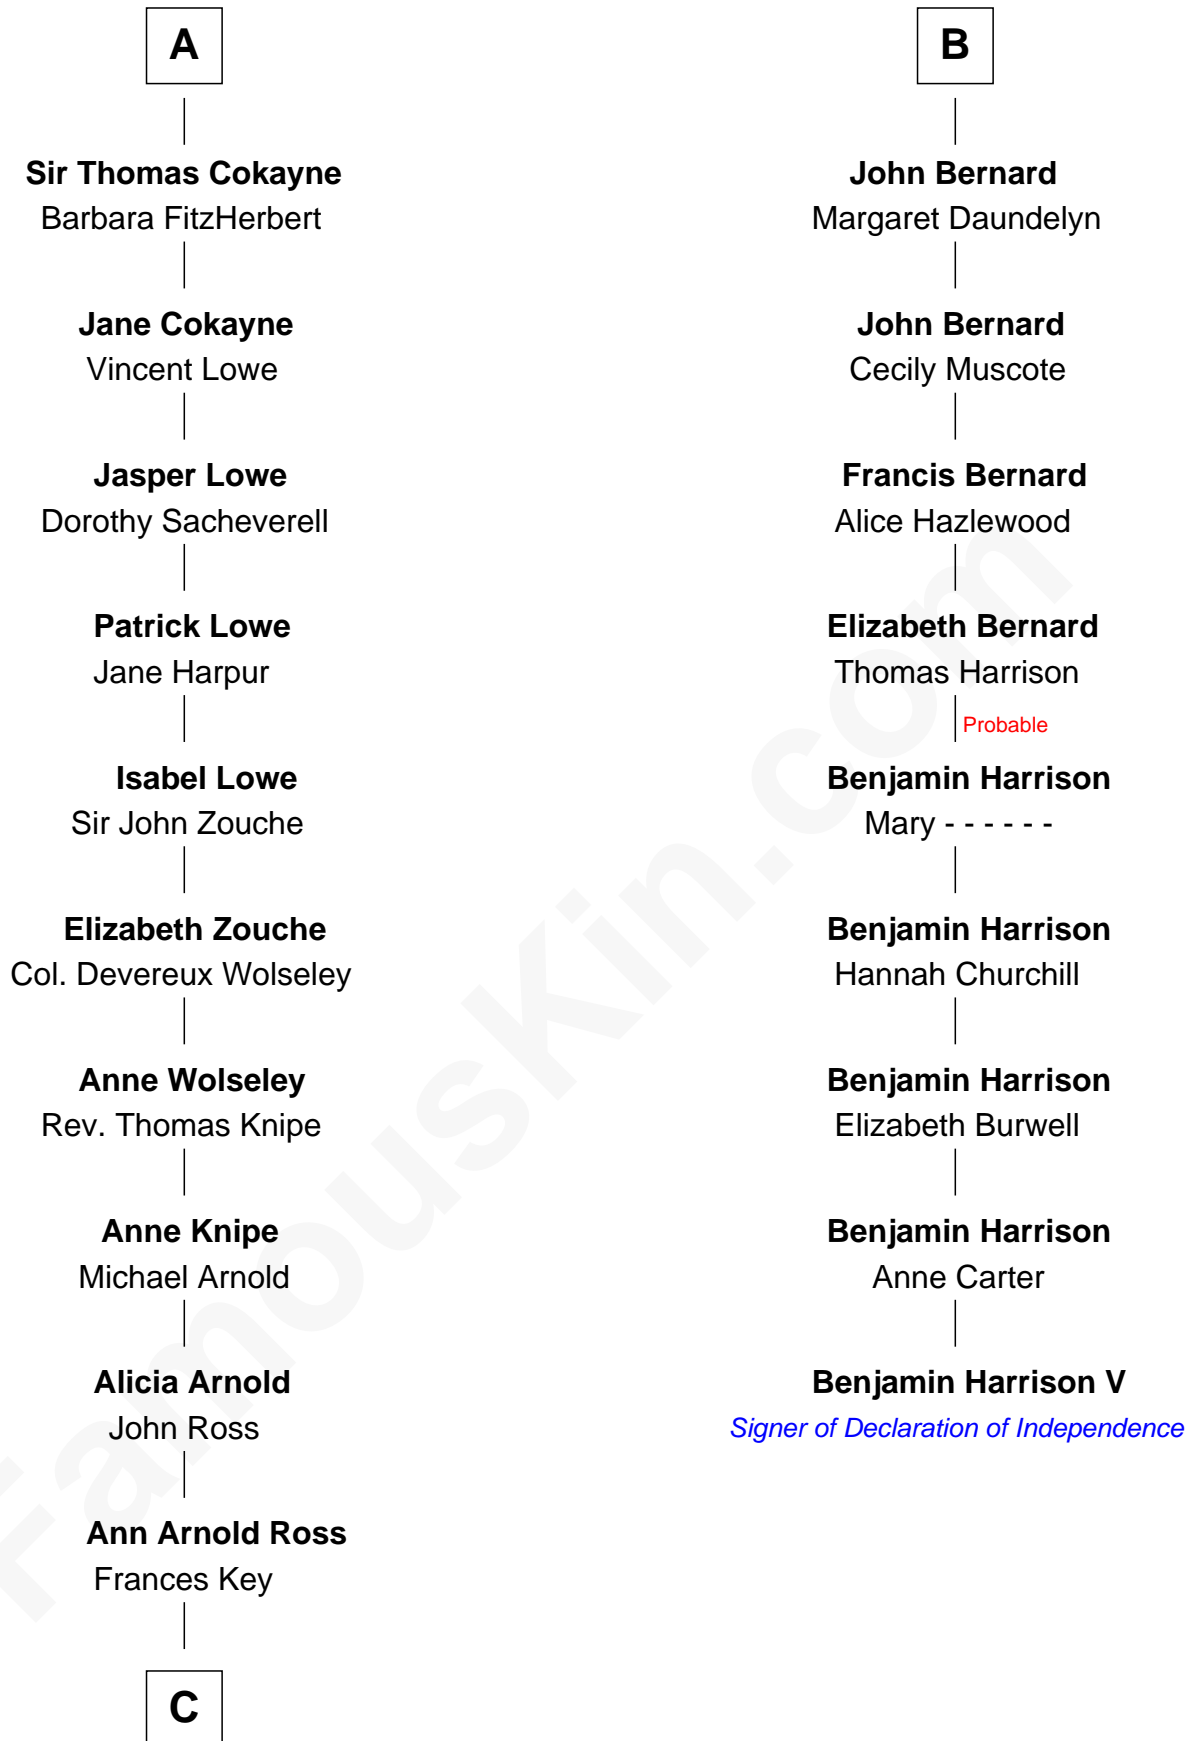 A
Sir Thomas Cokayne
Barbara FitzHerbert
Jane Cokayne
Vincent Lowe
Jasper Lowe
Dorothy Sacheverell
Patrick Lowe
Jane Harpur
Isabel Lowe
Sir John Zouche
Elizabeth Zouche
Col. Devereux Wolseley
Anne Wolseley
Rev. Thomas Knipe
Anne Knipe
Michael Arnold
Alicia Arnold
John Ross
Ann Arnold Ross
Frances Key
C
B
John Bernard
Margaret Daundelyn
John Bernard
Cecily Muscote
Francis Bernard
Alice Hazlewood
Elizabeth Bernard
Thomas Harrison
Probable
Benjamin Harrison
Mary - - - - - -
Benjamin Harrison
Hannah Churchill
Benjamin Harrison
Elizabeth Burwell
Benjamin Harrison
Anne Carter
Benjamin Harrison V
Signer of Declaration of Independence
FamousKin.com